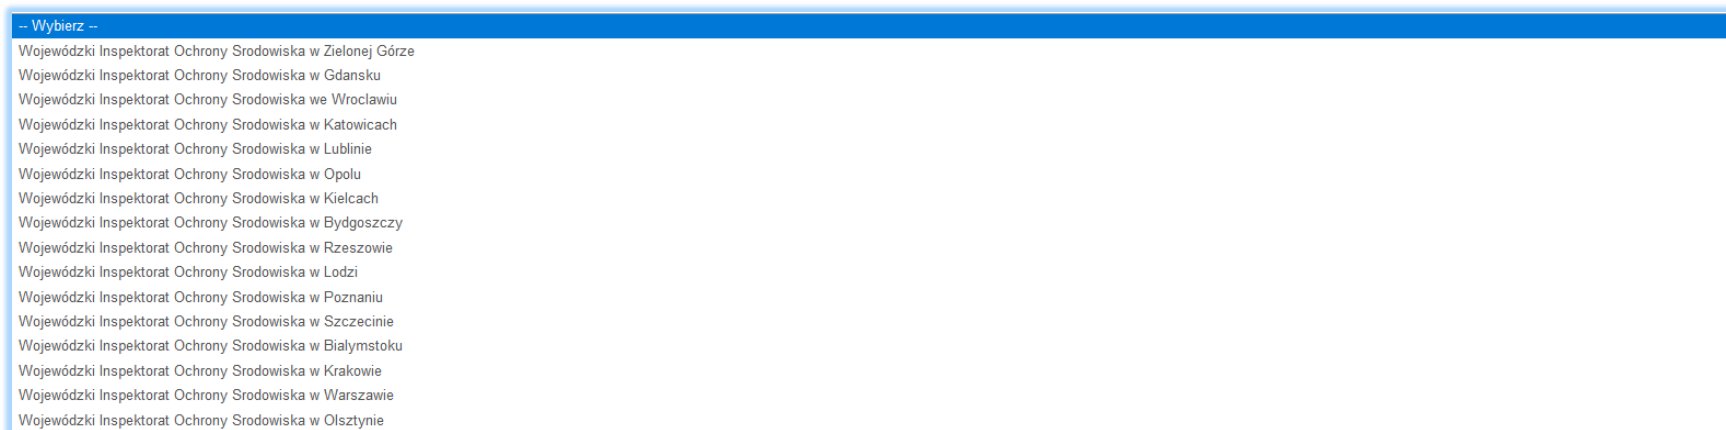 -- Wybierz --
Wojewódzki Inspektorat Ochrony Srodowiska w Zielonej Górze
Wojewódzki Inspektorat Ochrony Srodowiska w Gdansku
Wojewódzki Inspektorat Ochrony Srodowiska we Wroclawiu
Wojewódzki Inspektorat Ochrony Srodowiska w Katowicach
Wojewódzki Inspektorat Ochrony Srodowiska w Lublinie
Wojewódzki Inspektorat Ochrony Srodowiska w Opolu
Wojewódzki Inspektorat Ochrony Srodowiska w Kielcach
Wojewódzki Inspektorat Ochrony Srodowiska w Bydgoszczy
Wojewódzki Inspektorat Ochrony Srodowiska w Rzeszowie
Wojewódzki Inspektorat Ochrony Srodowiska w Lodzi
Wojewódzki Inspektorat Ochrony Srodowiska w Poznaniu
Wojewódzki Inspektorat Ochrony Srodowiska w Szczecinie
Wojewódzki Inspektorat Ochrony Srodowiska w Bialymstoku
Wojewódzki Inspektorat Ochrony Srodowiska w Krakowie
Wojewódzki Inspektorat Ochrony Srodowiska w Warszawie
Wojewódzki Inspektorat Ochrony Srodowiska w Olsztynie